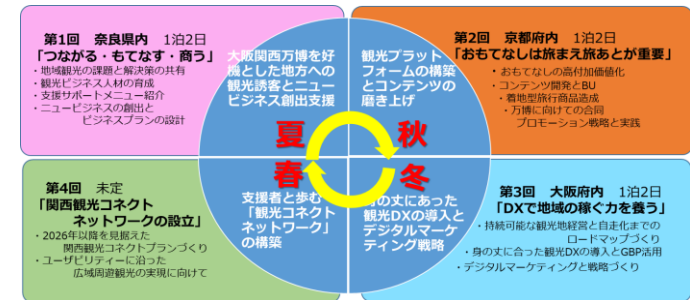 第1回　奈良県内　1泊2日
「つながる・もてなす・商う」
・地域観光の課題と解決策の共有
・観光ビジネス人材の育成
・支援サポートメニュー紹介
・ニュービジネスの創出と
ビジネスプランの設計
大阪関西万博を好
機とした地方への
観光誘客とニュー
ビジネス創出支援
夏
観光プラット
フォームの構築
とコンテンツの
磨き上げ
秋
第2回　京都府内　1泊2日
「おもてなしは旅まえ旅あとが重要」
・おもてなしの高付加価値化
・コンテンツ開発とBU
・着地型旅行商品造成
・万博に向けての合同
プロモーション戦略と実践
第4回　未定
「関西観光コネクト
ネットワークの設立」
・2026年以降を見据えた
関西観光コネクトプランづくり
・ユーザビリティーに沿った
広域周遊観光の実現に向けて
春
支援者と歩む
「観光コネクト
ネットワーク」
の構築
冬
の丈にあった
観光DXの導入と
デジタルマーケ
ティング戦略
第3回　大阪府内　1泊2日
「DXで地域の稼ぐ力を養う」
・持続可能な観光地経営と自走化までの
ロードマップづくり
・身の丈に合った観光DXの導入とGBP活用
・デジタルマーケティングと戦略づくり